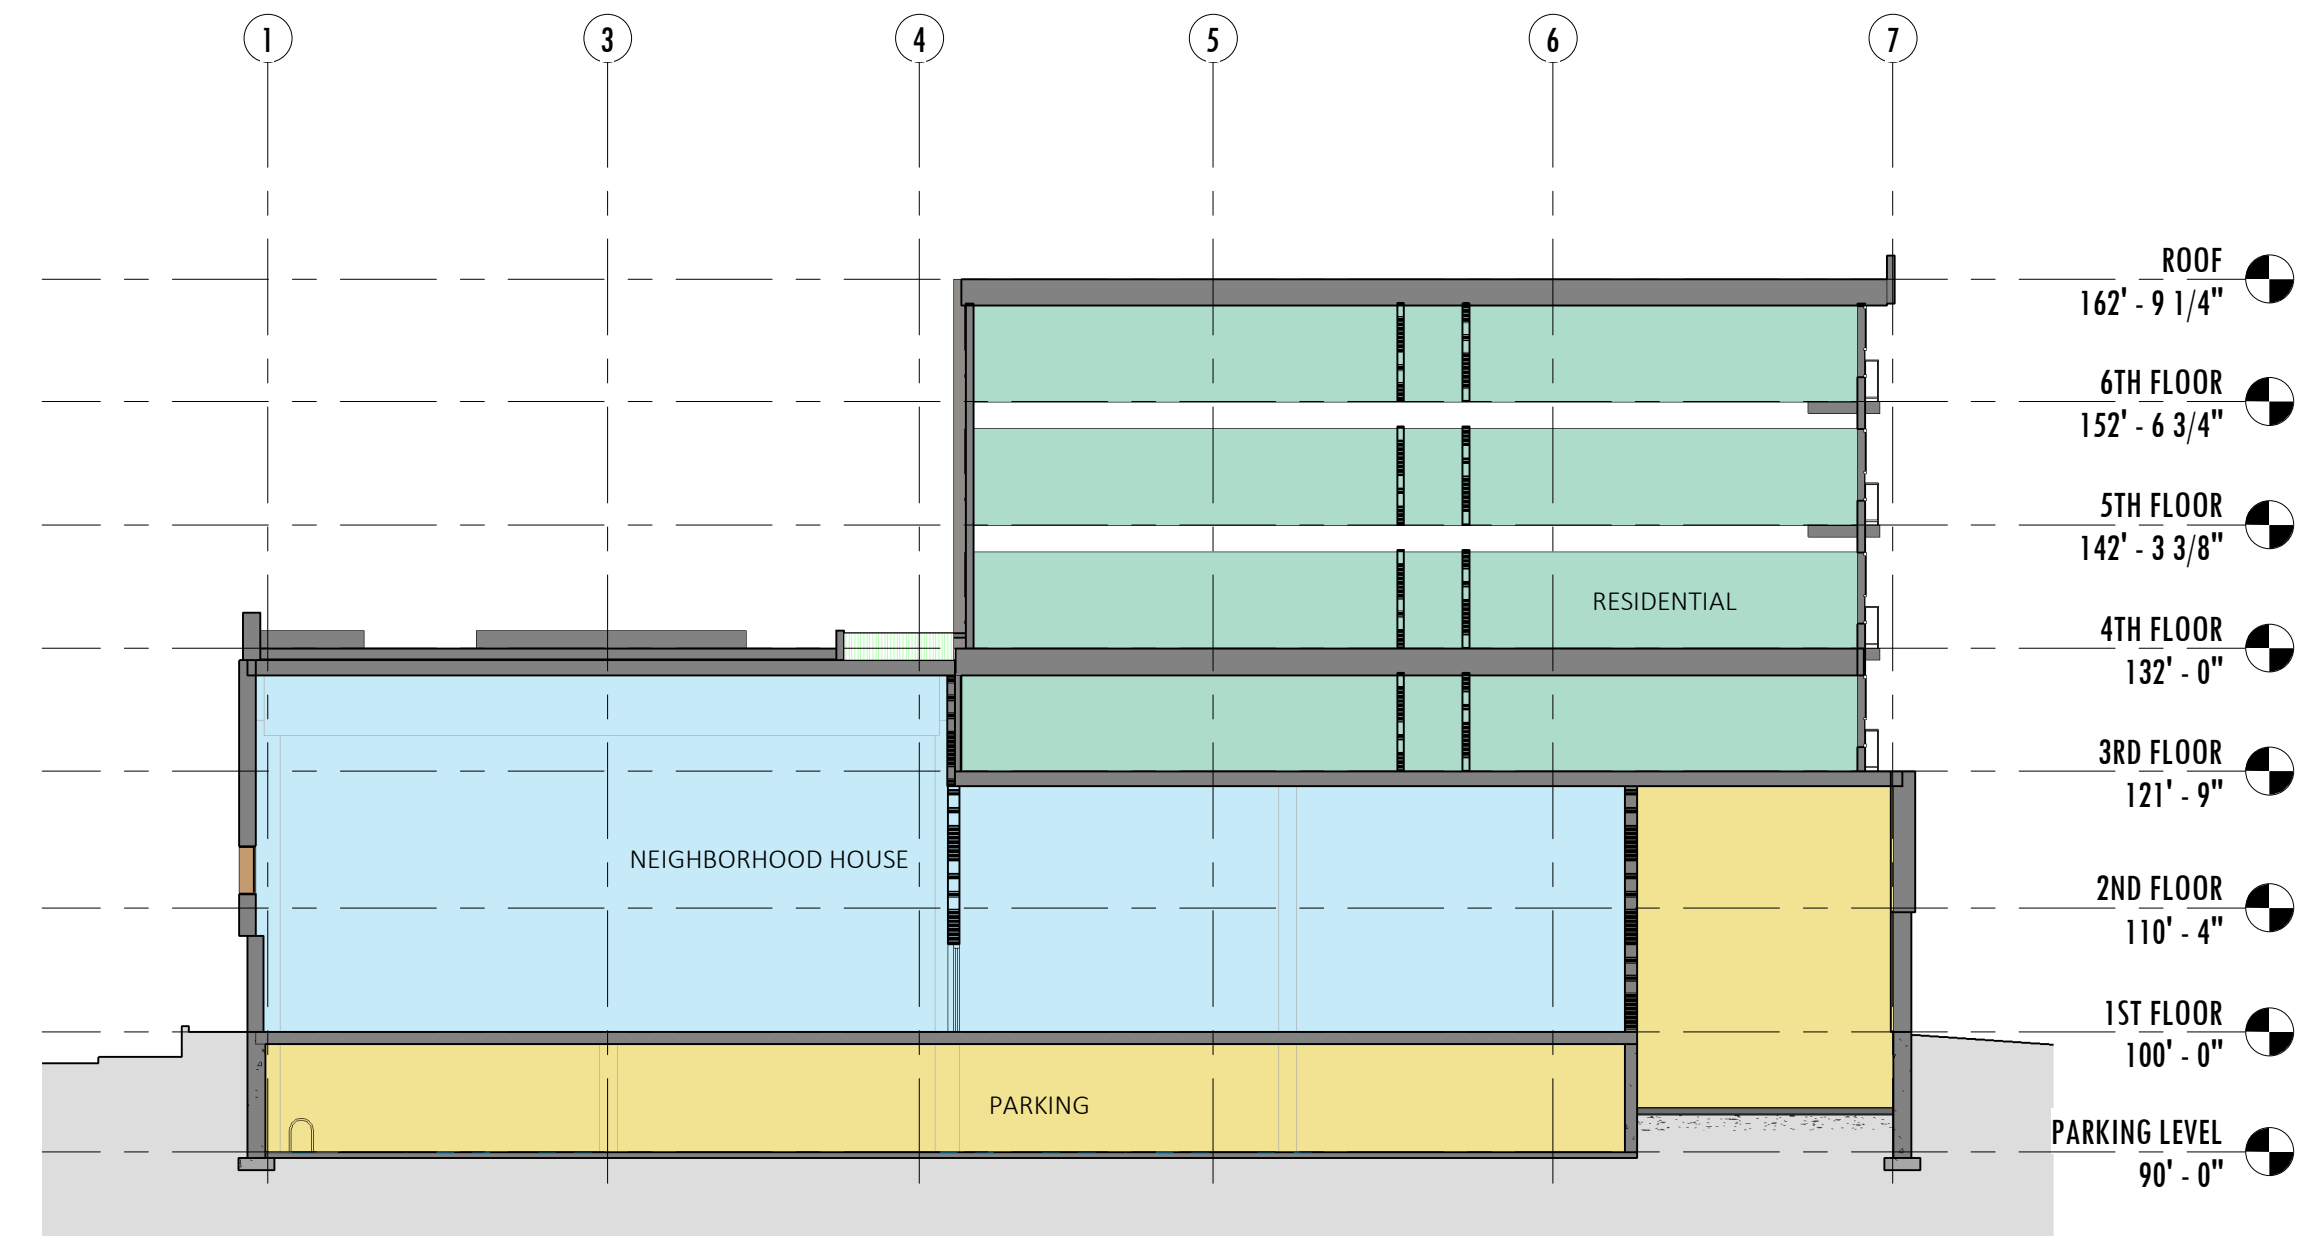 1 3 4 5 6 7
ROOF
162' - 9 1/4"
6TH FLOOR
152' - 6 3/4"
5TH FLOOR
142' - 3 3/8"
RESIDENTIAL
4TH FLOOR
132' - 0"
3RD FLOOR
121' - 9"
NEIGHBORHOOD HOUSE
2ND FLOOR
110' - 4"
1ST FLOOR
100' - 0"
PARKING
PARKING LEVEL
90' - 0"